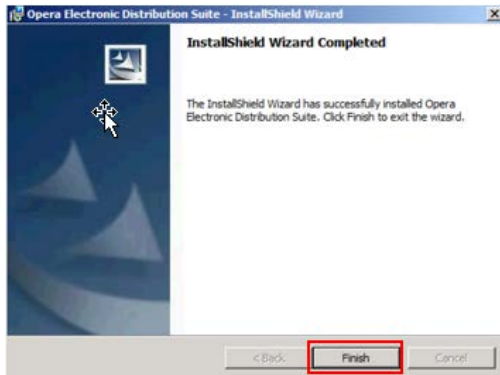 Opera Electronic Distribution Suite - InstallShield Wizard
InstallShield Wizard Completed
The InstallShield Wizard has successfully installed Opera
Electronic Distribution Suite. Click Finish to exit the wizard.
< Back
Finish
Cancel